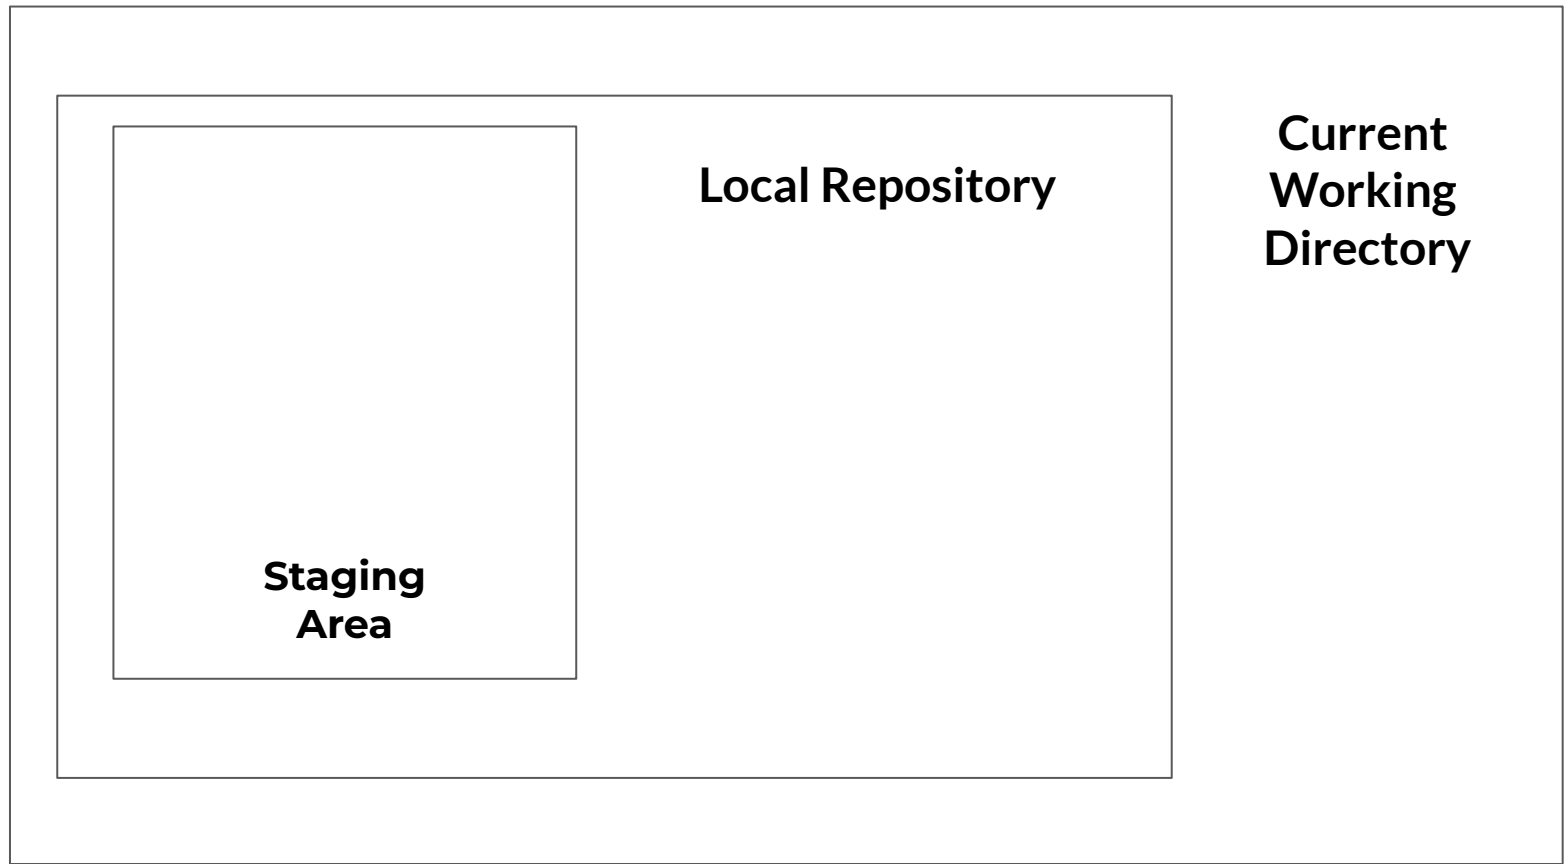 Local Repository
Current
Working
Directory
Staging
Area